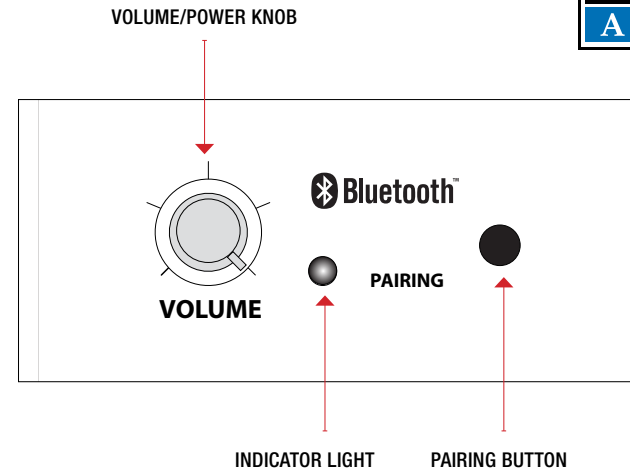 VOLUME/POWER KNOB
A
Bluetooth™
PAIRING
VOLUME
INDICATOR LIGHT
PAIRING BUTTON